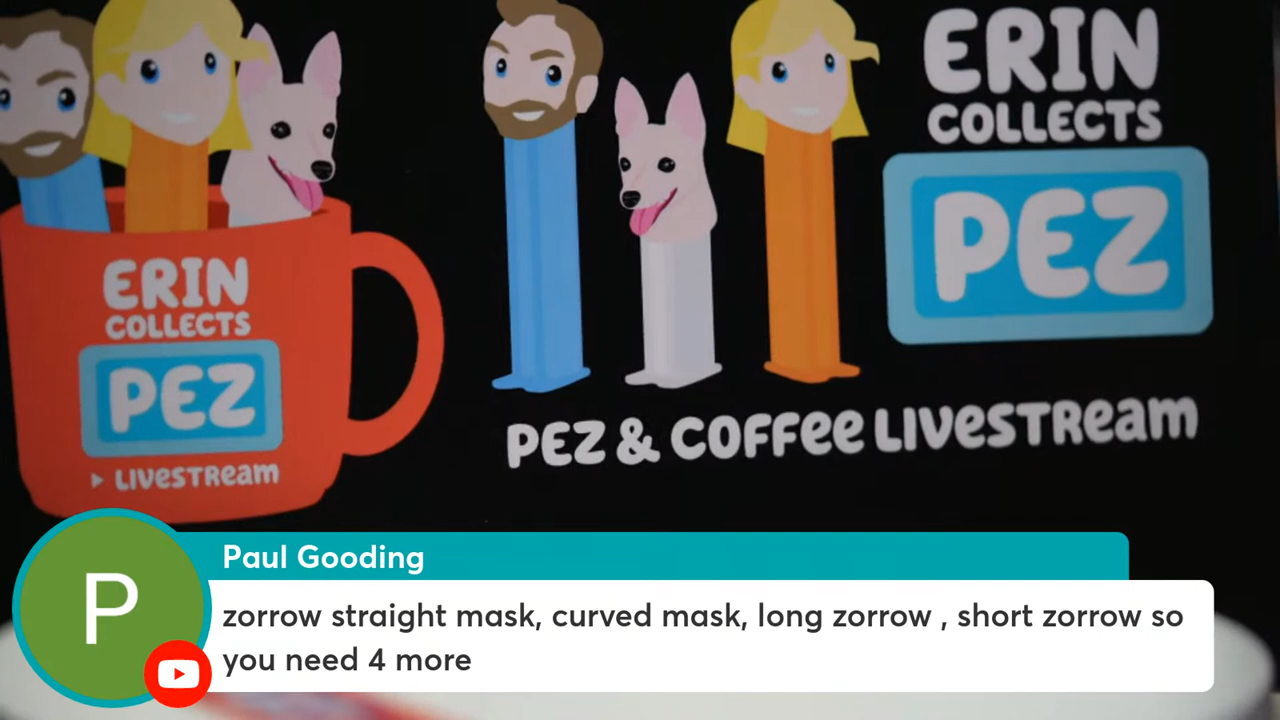 ERIN
COLLECTS
PEZ
LIVESTREAM
ERIN
COLLECTS
PEZ
PEZ & COFFEE LIVESTREAM
P
Paul Gooding
zorrow straight mask, curved mask, long zorrow , short zorrow so
you need 4 more